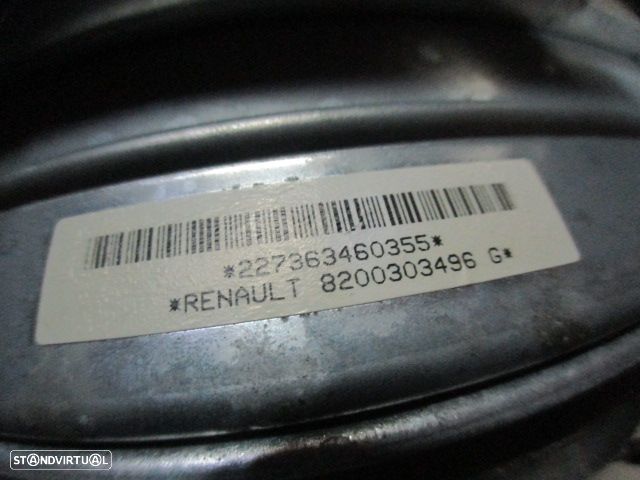 *227363460355*
*RENAULT 8200303496 G*
STANDVIRTUAL